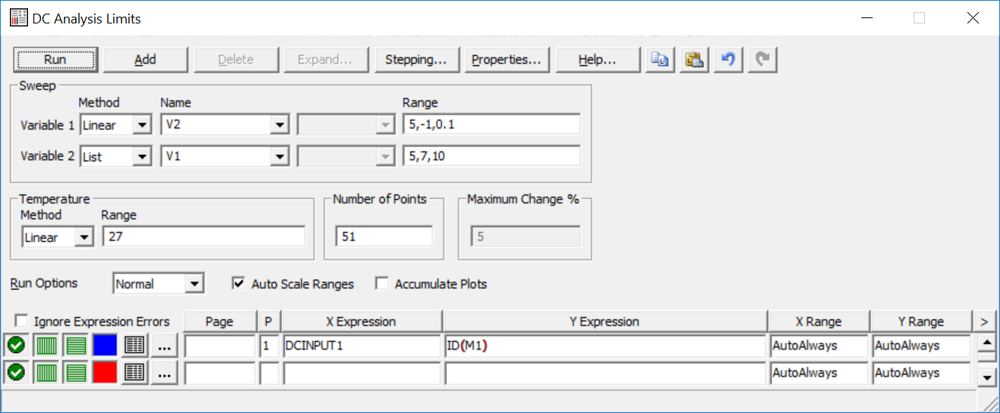 DC Analysis Limits
Run Add Delete Expand... Stepping... Properties... Help...
Sweep
Method Name Range
Variable 1 Linear V2 5,-1,0.1
Variable 2 List V1 5,7,10
Temperature Number of Points Maximum Change %
Method Range
Linear 27 51 5
Run Options Normal Auto Scale Ranges Accumulate Plots
Ignore Expression Errors Page P X Expression Y Expression X Range Y Range >
... 1 DCINPUT1 ID(M1) AutoAlways AutoAlways
... AutoAlways AutoAlways